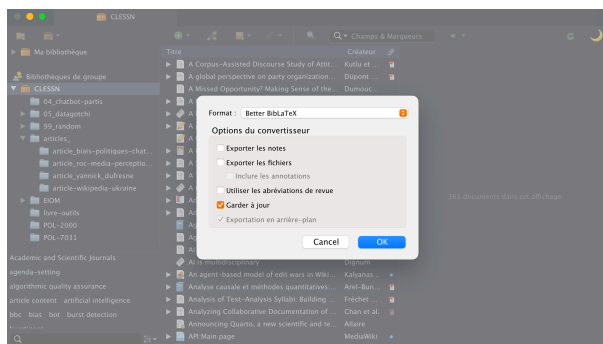 CLESSN
Champs & Marqueurs
Ma bibliothèque
Bibliothèques de groupe
CLESSN
04_chatbot-partis
05_datagotchi
99_random
articles_
article_biais-politiques-chat...
article_roc-media-perceptio...
article_yannick_dufresne
article-wikipedia-ukraine
EIOM
livre-outils
POL-2000
POL-7031
Academic and Scientific Journals
agenda-setting
algorithmic quality assurance
article content artificial intelligence
bbc bias bot burst detection
Titre Créateur
A Corpus-Assisted Discourse Study of Attit... Kutlu et ...
A global perspective on party organization... Düpont ...
A Missed Opportunity? Making Sense of the... Dumouc...
Format : Better BibLaTeX
Options du convertisseur
Exporter les notes
Exporter les fichiers
Inclure les annotations
Utiliser les abréviations de revue
Garder à jour
Exportation en arrière-plan
Cancel OK
361 documents dans cet affichage
AI is multidisciplinary Dignum
An agent-based model of edit wars in Wiki... Kalyanas...
Analyse causale et méthodes quantitatives:... Arel-Bun...
Analysis of Text-Analysis Syllabi: Building ... Fréchet ...
Analyzing Collaborative Documentation of ... Chan et al.
Announcing Quarto, a new scientific and te... Allaire
API:Main page MediaWiki